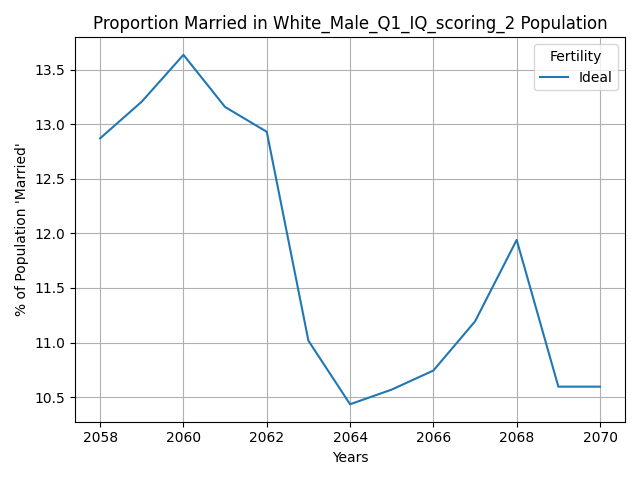 Proportion Married in White_Male_Q1_IQ_scoring_2 Population
Fertility
Ideal
% of Population 'Married'
13.5
13.0
12.5
12.0
11.5
11.0
10.5
2058 2060 2062 2064 2066 2068 2070
Years